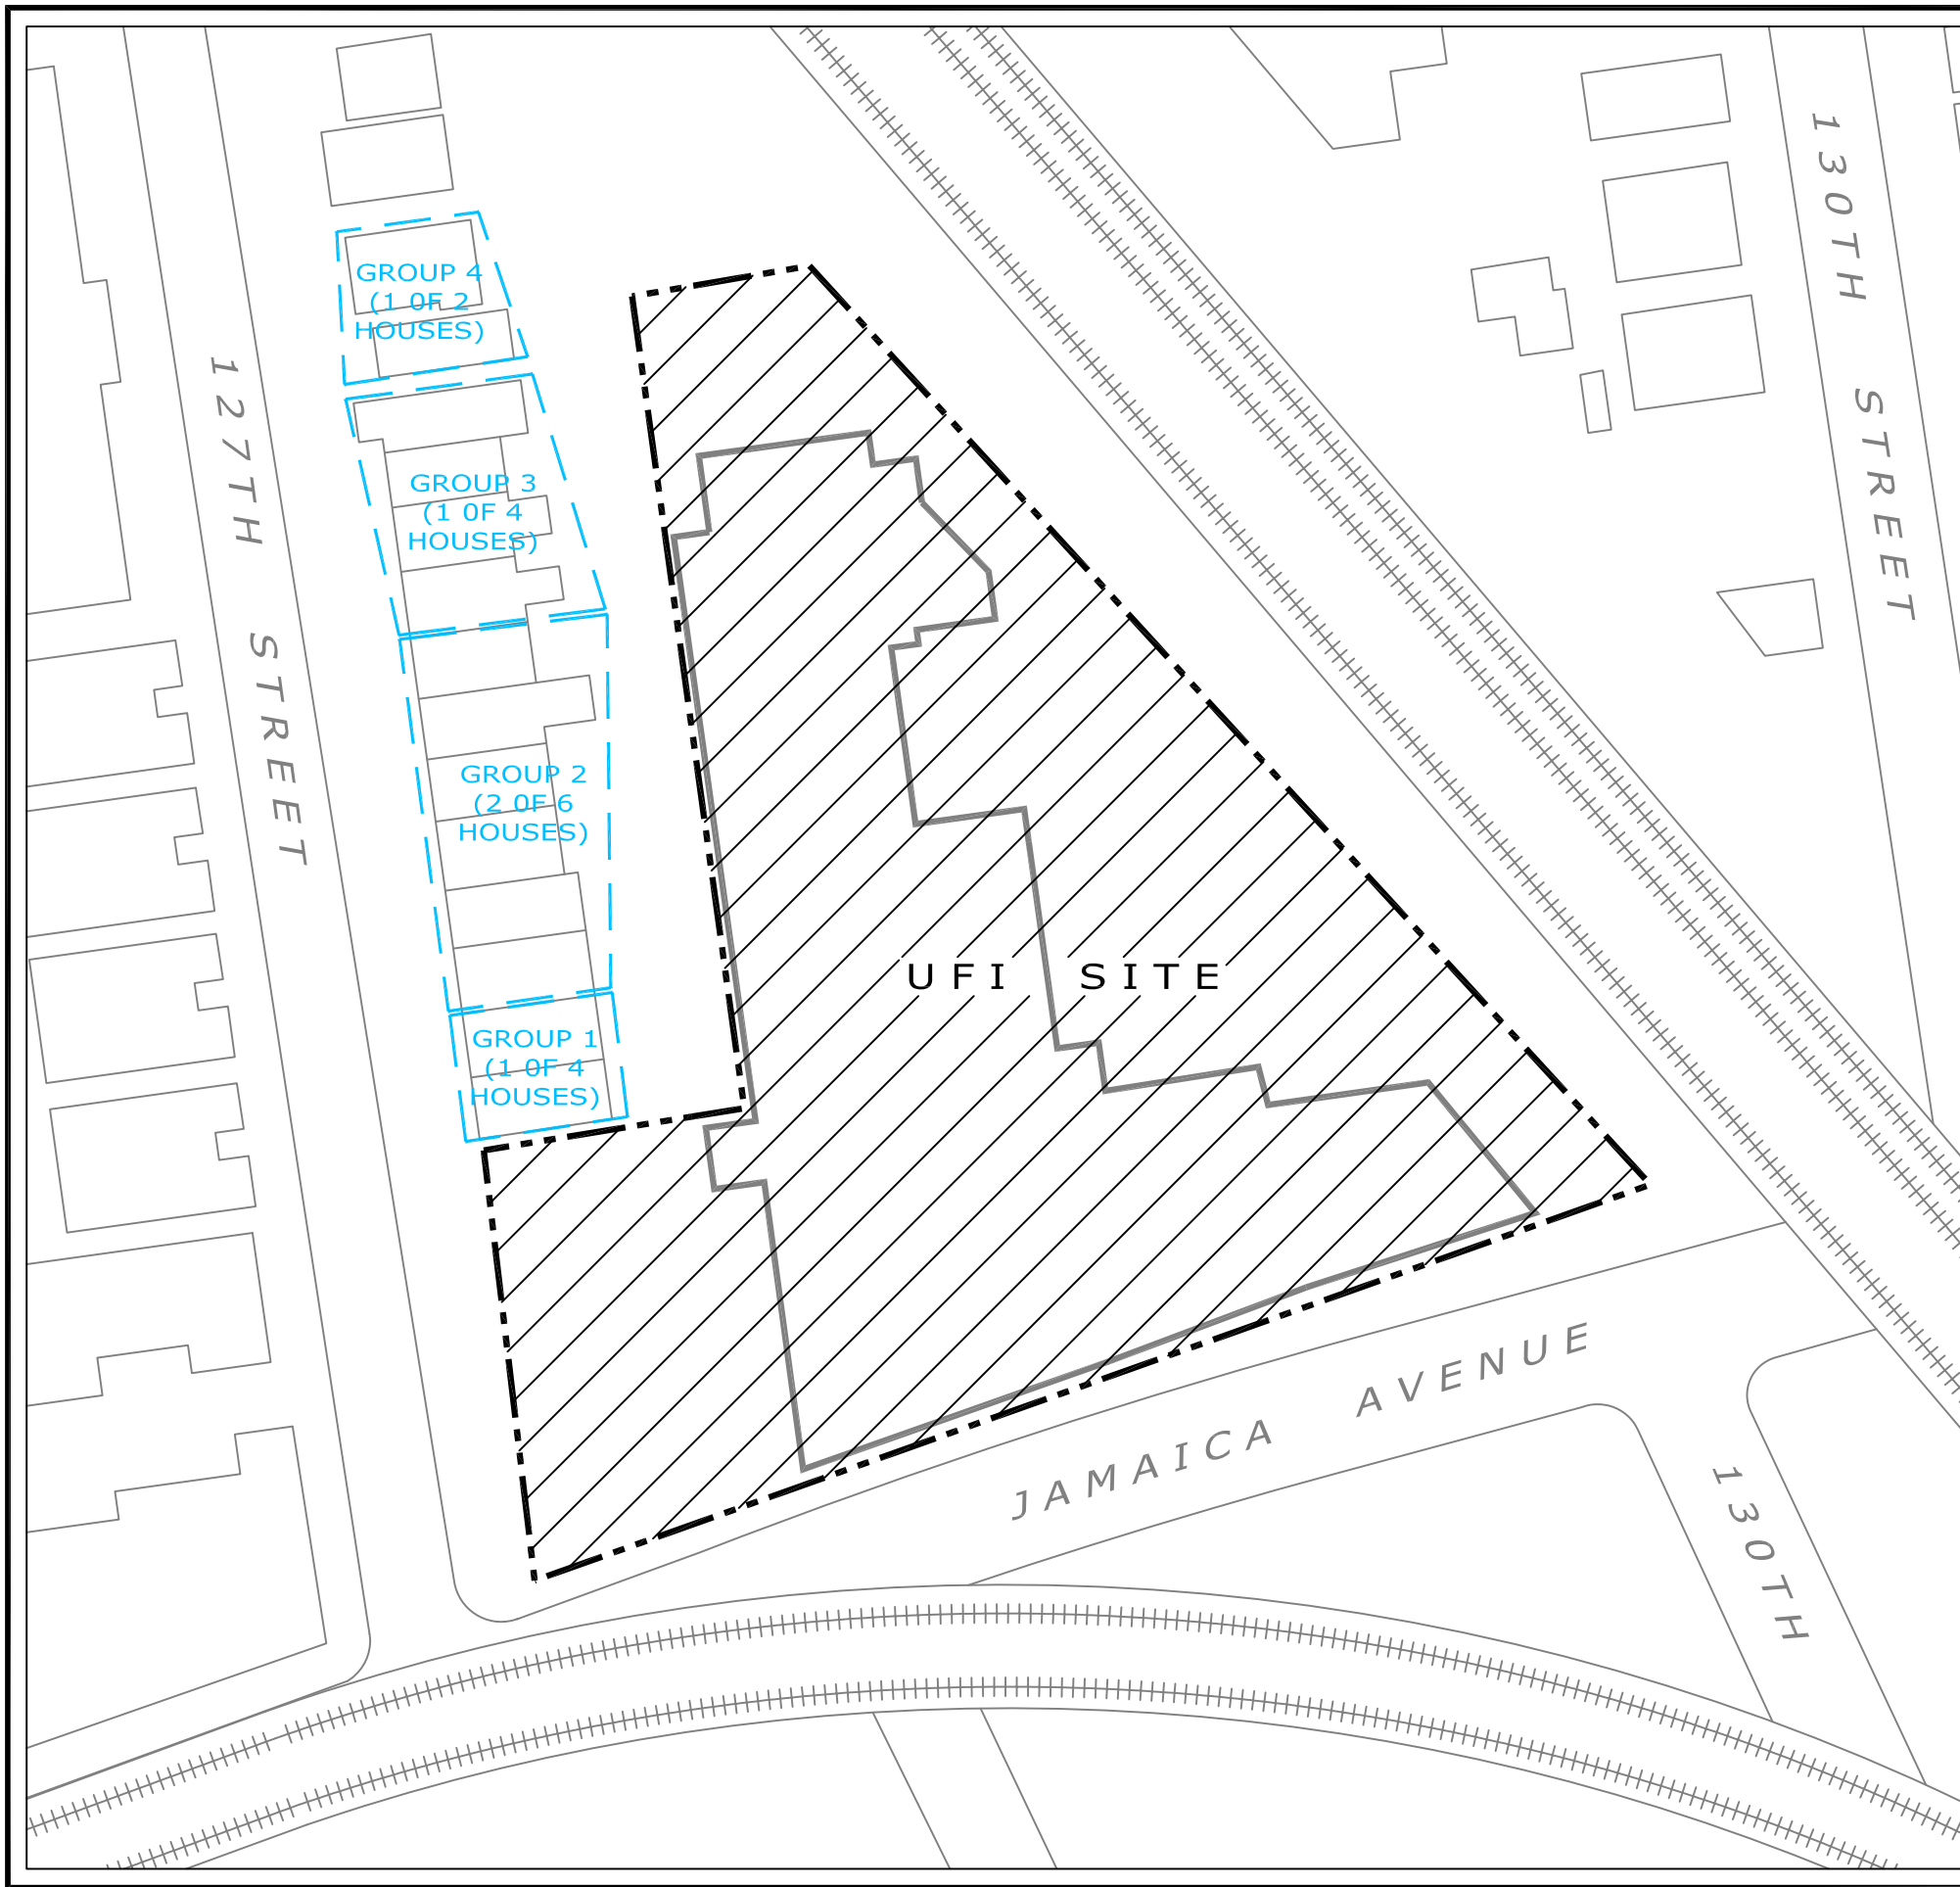 GROUP 4
(1 0F 2
HOUSES)
GROUP 3
(1 0F 4
HOUSES)
GROUP 2
(2 0F 6
HOUSES)
GROUP 1
(1 0F 4
HOUSES)
127TH STREET
UFI SITE
130TH STREET
JAMAICA AVENUE
130TH